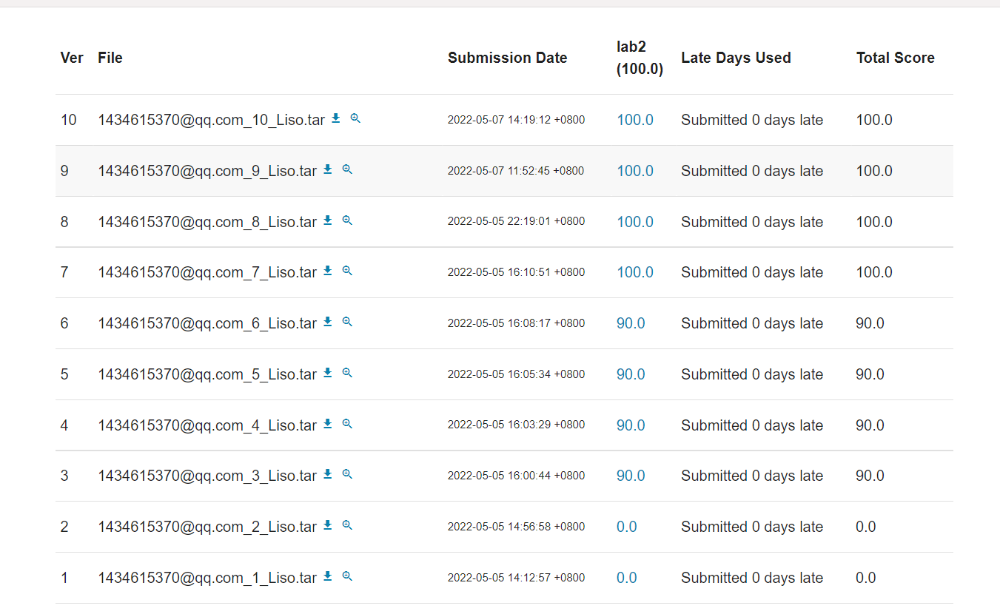 Ver File Submission Date lab2 (100.0) Late Days Used Total Score
10 1434615370@qq.com_10_Liso.tar 2022-05-07 14:19:12 +0800 100.0 Submitted 0 days late 100.0
9 1434615370@qq.com_9_Liso.tar 2022-05-07 11:52:45 +0800 100.0 Submitted 0 days late 100.0
8 1434615370@qq.com_8_Liso.tar 2022-05-05 22:19:01 +0800 100.0 Submitted 0 days late 100.0
7 1434615370@qq.com_7_Liso.tar 2022-05-05 16:10:51 +0800 100.0 Submitted 0 days late 100.0
6 1434615370@qq.com_6_Liso.tar 2022-05-05 16:08:17 +0800 90.0 Submitted 0 days late 90.0
5 1434615370@qq.com_5_Liso.tar 2022-05-05 16:05:34 +0800 90.0 Submitted 0 days late 90.0
4 1434615370@qq.com_4_Liso.tar 2022-05-05 16:03:29 +0800 90.0 Submitted 0 days late 90.0
3 1434615370@qq.com_3_Liso.tar 2022-05-05 16:00:44 +0800 90.0 Submitted 0 days late 90.0
2 1434615370@qq.com_2_Liso.tar 2022-05-05 14:56:58 +0800 0.0 Submitted 0 days late 0.0
1 1434615370@qq.com_1_Liso.tar 2022-05-05 14:12:57 +0800 0.0 Submitted 0 days late 0.0